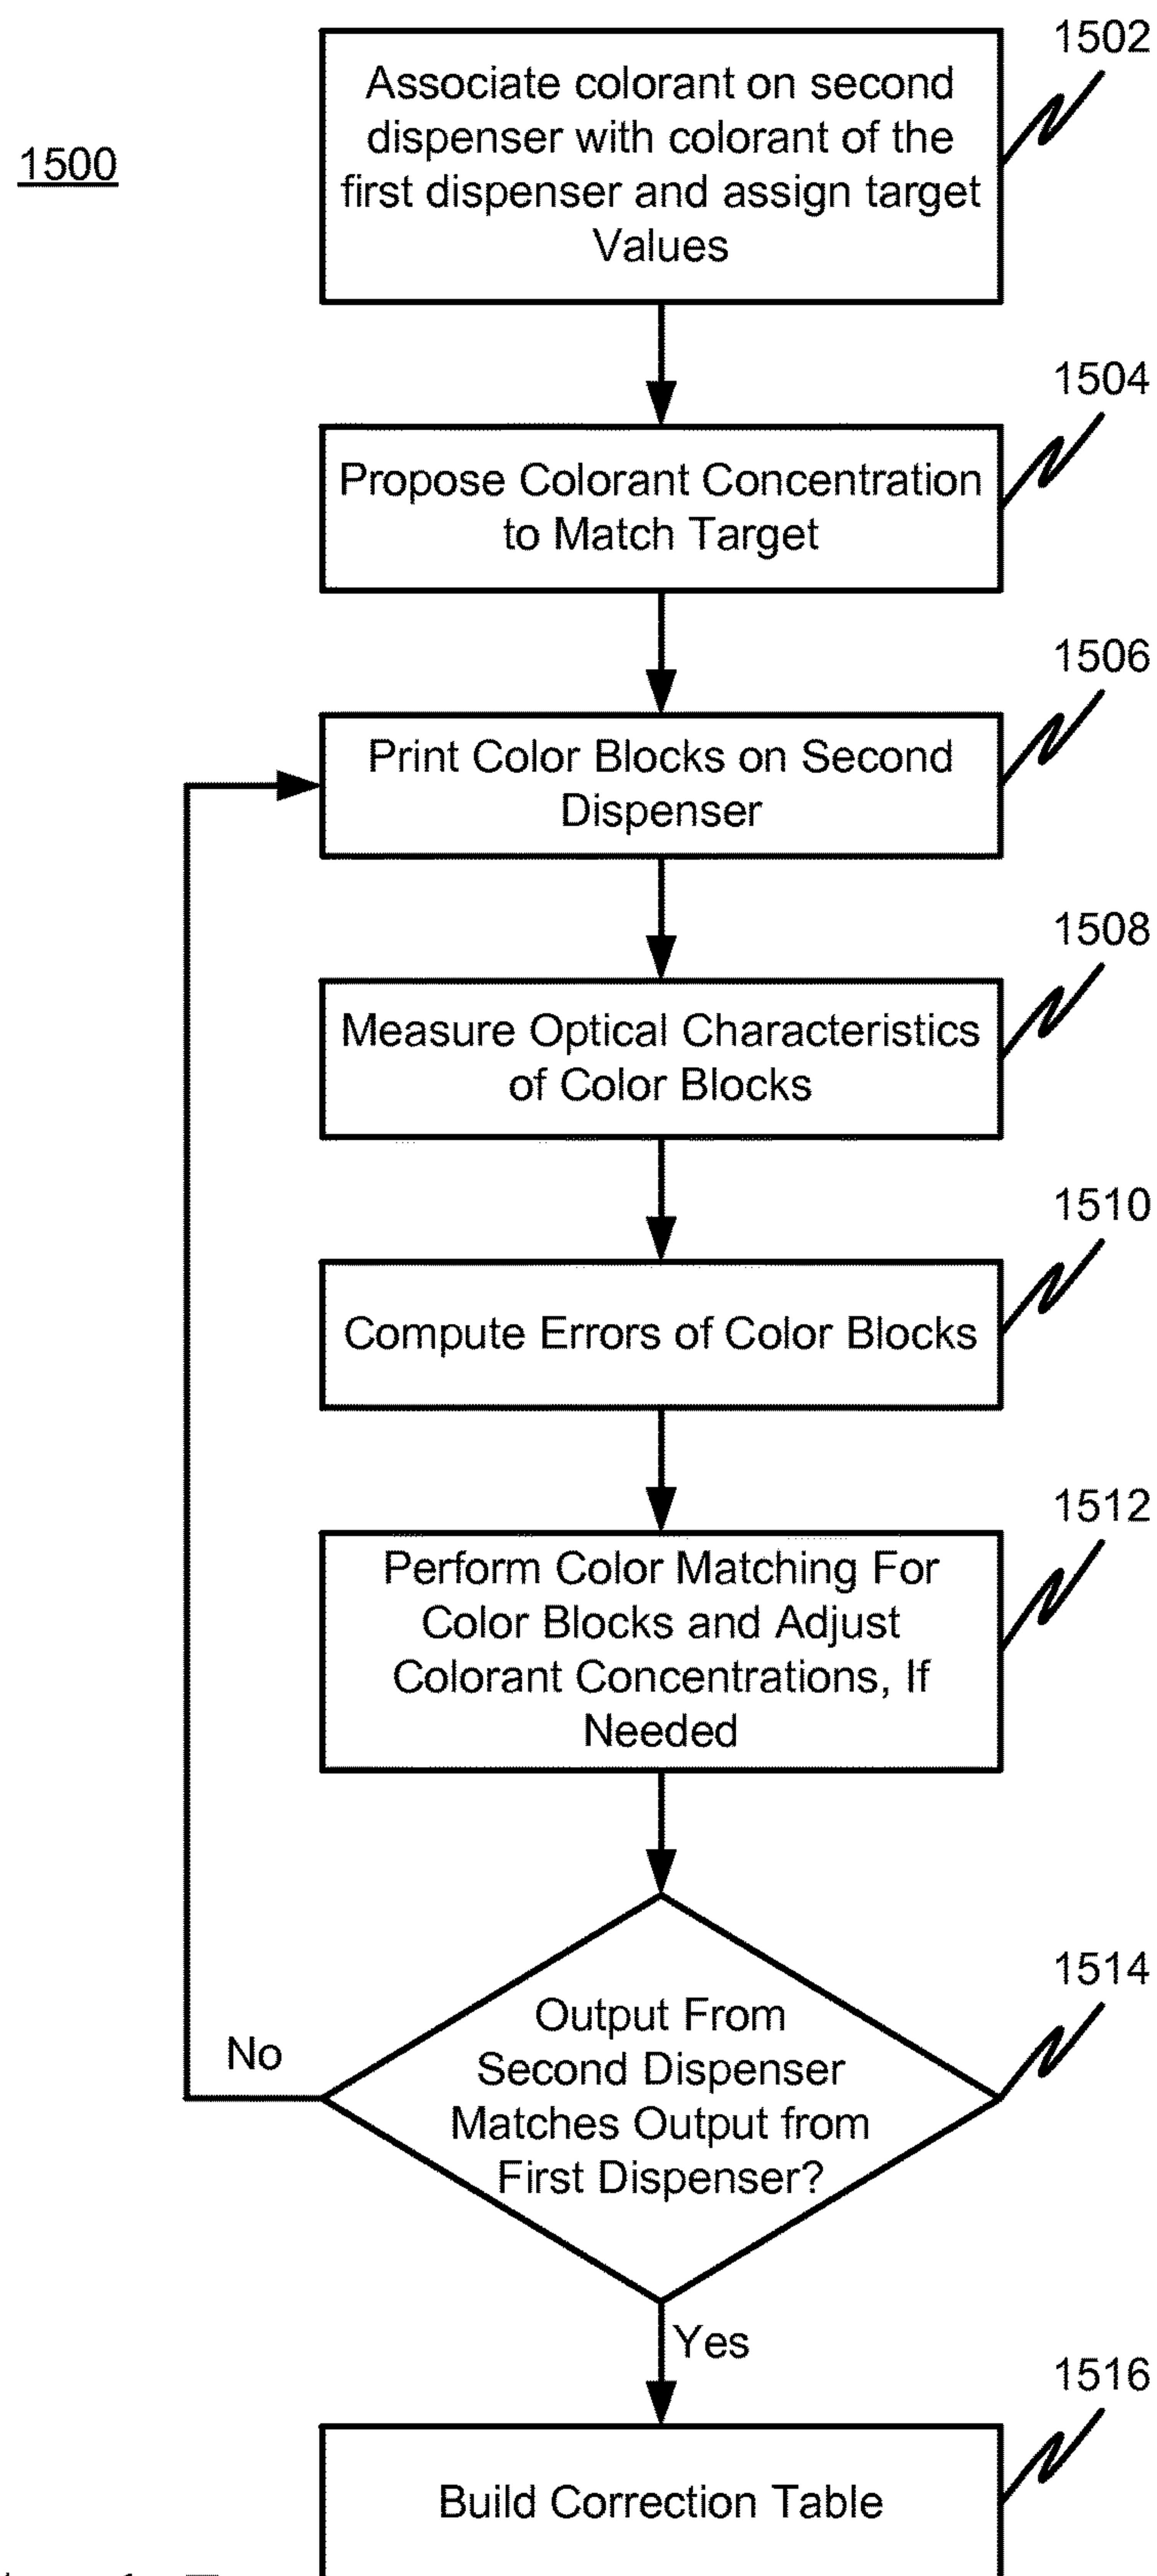 1502
Associate colorant on second
dispenser with colorant of the
first dispenser and assign target
Values
1500
1504
Propose Colorant Concentration
to Match Target
1506
Print Color Blocks on Second
Dispenser
1508
Measure Optical Characteristics
of Color Blocks
1510
Compute Errors of Color Blocks
1512
Perform Color Matching For
Color Blocks and Adjust
Colorant Concentrations, If
Needed
1514
Output From
Second Dispenser
Matches Output from
First Dispenser?
No
Yes
1516
Build Correction Table